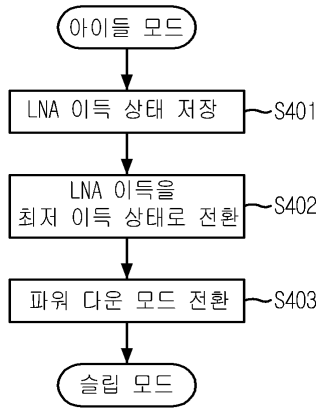 아이들 모드
LNA 이득 상태 저장
S401
LNA 이득을
최저 이득 상태로 전환
S402
파워 다운 모드 전환
S403
슬립 모드